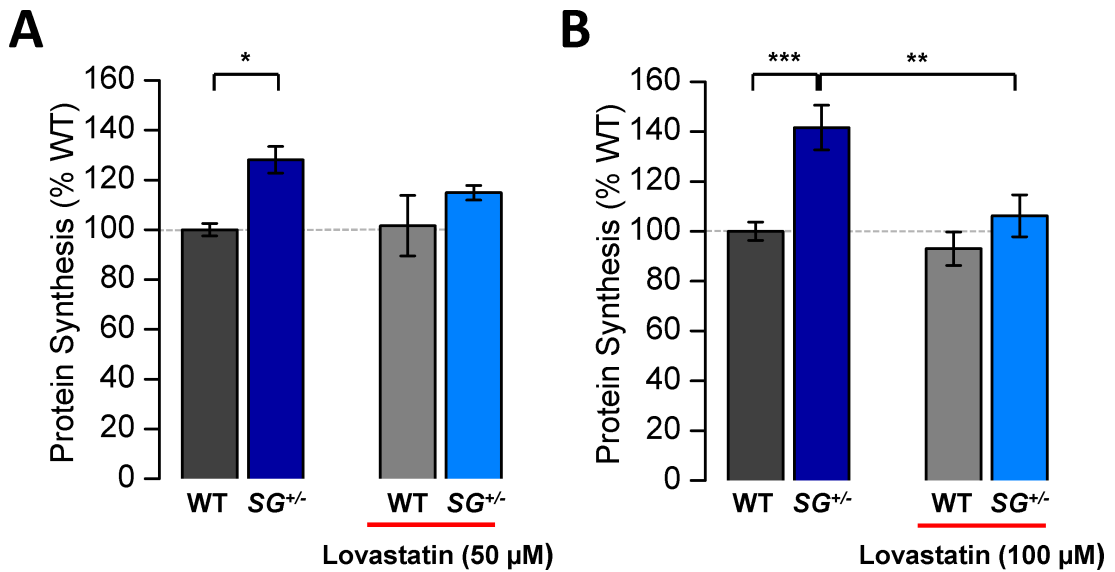 A
*
Protein Synthesis (% WT)
160
140
120
100
80
60
40
20
0
WT SG+/- WT SG+/-
Lovastatin (50 µM)
B
*** **
Protein Synthesis (% WT)
160
140
120
100
80
60
40
20
0
WT SG+/- WT SG+/-
Lovastatin (100 µM)